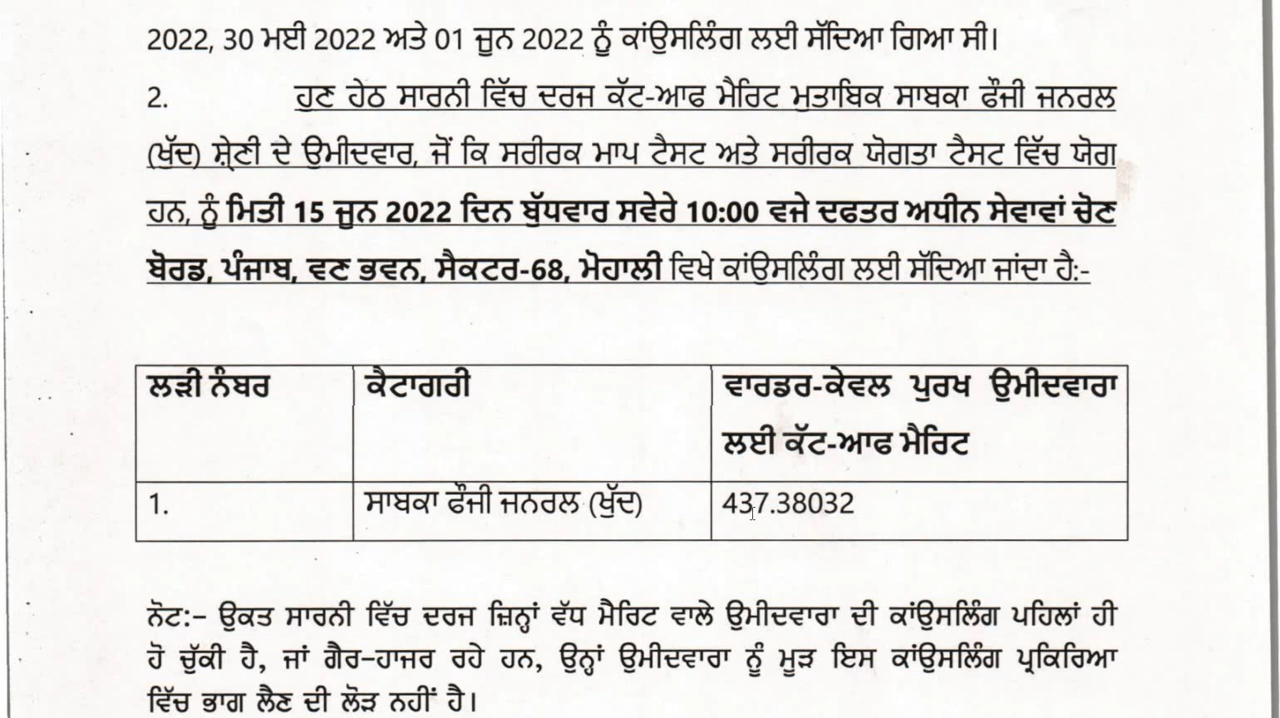 2022, 30 ਮਈ 2022 ਅਤੇ 01 ਜੂਨ 2022 ਨੂੰ ਕਾਂਉਸਲਿੰਗ ਲਈ ਸੱਦਿਆ ਗਿਆ ਸੀ।
2. ਹੁਣ ਹੇਠ ਸਾਰਨੀ ਵਿੱਚ ਦਰਜ ਕੱਟ-ਆਫ ਮੈਰਿਟ ਮੁਤਾਬਿਕ ਸਾਬਕਾ ਫੌਜੀ ਜਨਰਲ
(ਖੁੱਦ) ਸ਼੍ਰੇਣੀ ਦੇ ਉਮੀਦਵਾਰ, ਜੋਂ ਕਿ ਸਰੀਰਕ ਮਾਪ ਟੈਸਟ ਅਤੇ ਸਰੀਰਕ ਯੋਗਤਾ ਟੈਸਟ ਵਿੱਚ ਯੋਗ
ਹਨ, ਨੂੰ ਮਿਤੀ 15 ਜੂਨ 2022 ਦਿਨ ਬੁੱਧਵਾਰ ਸਵੇਰੇ 10:00 ਵਜੇ ਦਫਤਰ ਅਧੀਨ ਸੇਵਾਵਾਂ ਚੋਣ
ਬੋਰਡ, ਪੰਜਾਬ, ਵਣ ਭਵਨ, ਸੈਕਟਰ-68, ਮੋਹਾਲੀ ਵਿਖੇ ਕਾਂਉਸਲਿੰਗ ਲਈ ਸੱਦਿਆ ਜਾਂਦਾ ਹੈ:-
ਲੜੀ ਨੰਬਰ ਕੈਟਾਗਰੀ ਵਾਰਡਰ-ਕੇਵਲ ਪੁਰਖ ਉਮੀਦਵਾਰਾ
ਲਈ ਕੱਟ-ਆਫ ਮੈਰਿਟ
1. ਸਾਬਕਾ ਫੌਜੀ ਜਨਰਲ (ਖੁੱਦ) 437.38032
ਨੋਟ:– ਉਕਤ ਸਾਰਨੀ ਵਿੱਚ ਦਰਜ ਜ਼ਿਨ੍ਹਾਂ ਵੱਧ ਮੈਰਿਟ ਵਾਲੇ ਉਮੀਦਵਾਰਾ ਦੀ ਕਾਂਉਸਲਿੰਗ ਪਹਿਲਾਂ ਹੀ
ਹੋ ਚੁੱਕੀ ਹੈ, ਜਾਂ ਗੈਰ–ਹਾਜਰ ਰਹੇ ਹਨ, ਉਨ੍ਹਾਂ ਉਮੀਦਵਾਰਾ ਨੂੰ ਮੂੜ ਇਸ ਕਾਂਉਸਲਿੰਗ ਪ੍ਰਕਿਰਿਆ
ਵਿੱਚ ਭਾਗ ਲੈਣ ਦੀ ਲੋੜ ਨਹੀਂ ਹੈ।